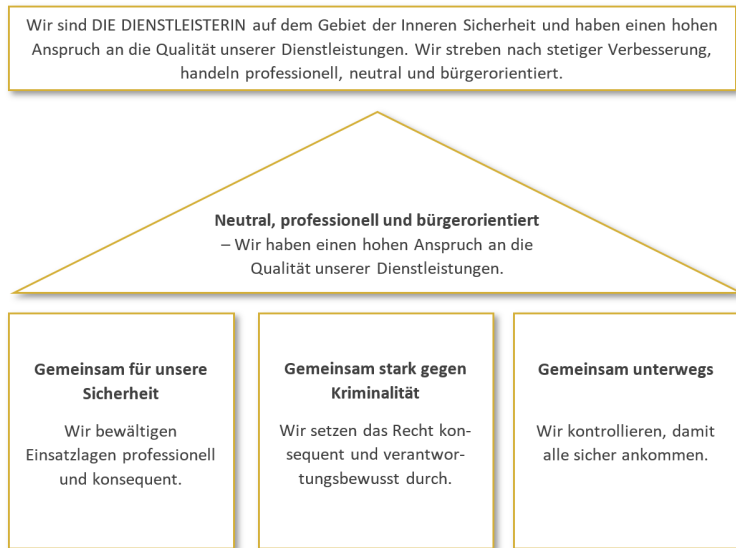 Wir sind DIE DIENSTLEISTERIN auf dem Gebiet der Inneren Sicherheit und haben einen hohen
Anspruch an die Qualität unserer Dienstleistungen. Wir streben nach stetiger Verbesserung,
handeln professionell, neutral und bürgerorientiert.
Neutral, professionell und bürgerorientiert
– Wir haben einen hohen Anspruch an die
Qualität unserer Dienstleistungen.
Gemeinsam für unsere
Sicherheit
Wir bewältigen
Einsatzlagen professionell
und konsequent.
Gemeinsam stark gegen
Kriminalität
Wir setzen das Recht kon-
sequent und verantwor-
tungsbewusst durch.
Gemeinsam unterwegs
Wir kontrollieren, damit
alle sicher ankommen.